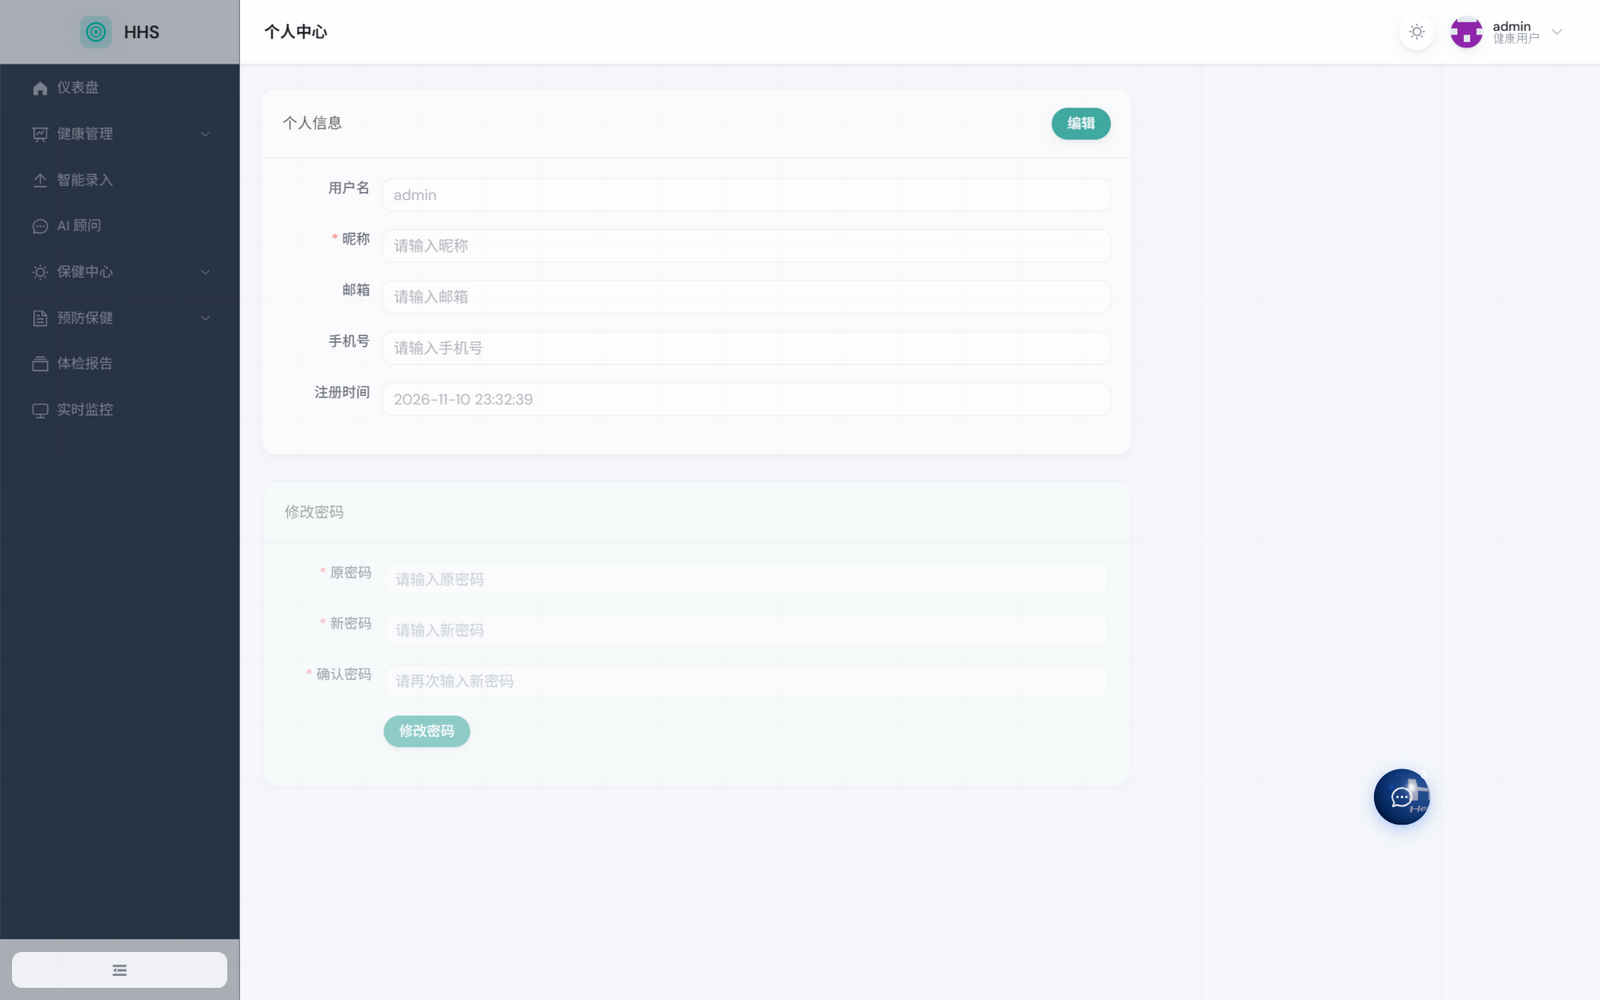 HHS
仪表盘
健康管理
智能录入
AI 顾问
保健中心
预防保健
体检报告
实时监控
个人中心
admin
健康用户
个人信息
编辑
用户名
admin
* 昵称
请输入昵称
邮箱
请输入邮箱
手机号
请输入手机号
注册时间
2026-11-10 23:32:39
修改密码
* 原密码
请输入原密码
* 新密码
请输入新密码
* 确认密码
请再次输入新密码
修改密码